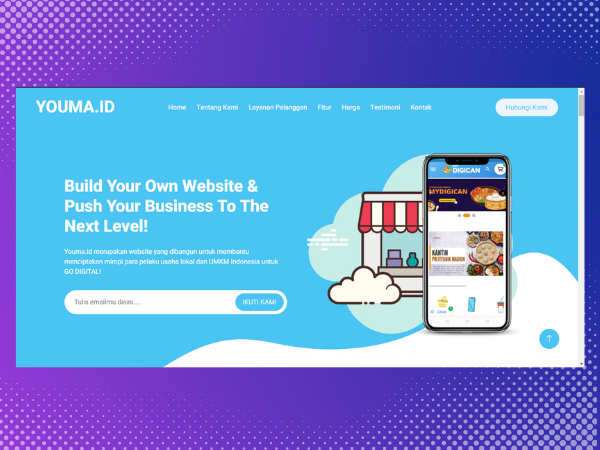 YOUMA.ID
Home Tentang Kami Layanan Pelanggan Fitur Harga Testimoni Kontak
Hubungi Kami
Build Your Own Website &
Push Your Business To The
Next Level!
Youma.id merupakan website yang dibangun untuk membantu
menciptakan mimpi para pelaku usaha lokal dan UMKM Indonesia untuk
GO DIGITAL!
Tulis emailmu disini.....
IKUTI KAMI
DIGICAN
MYDIGICAN
KANTIN
POLITEKNIK MADIUN